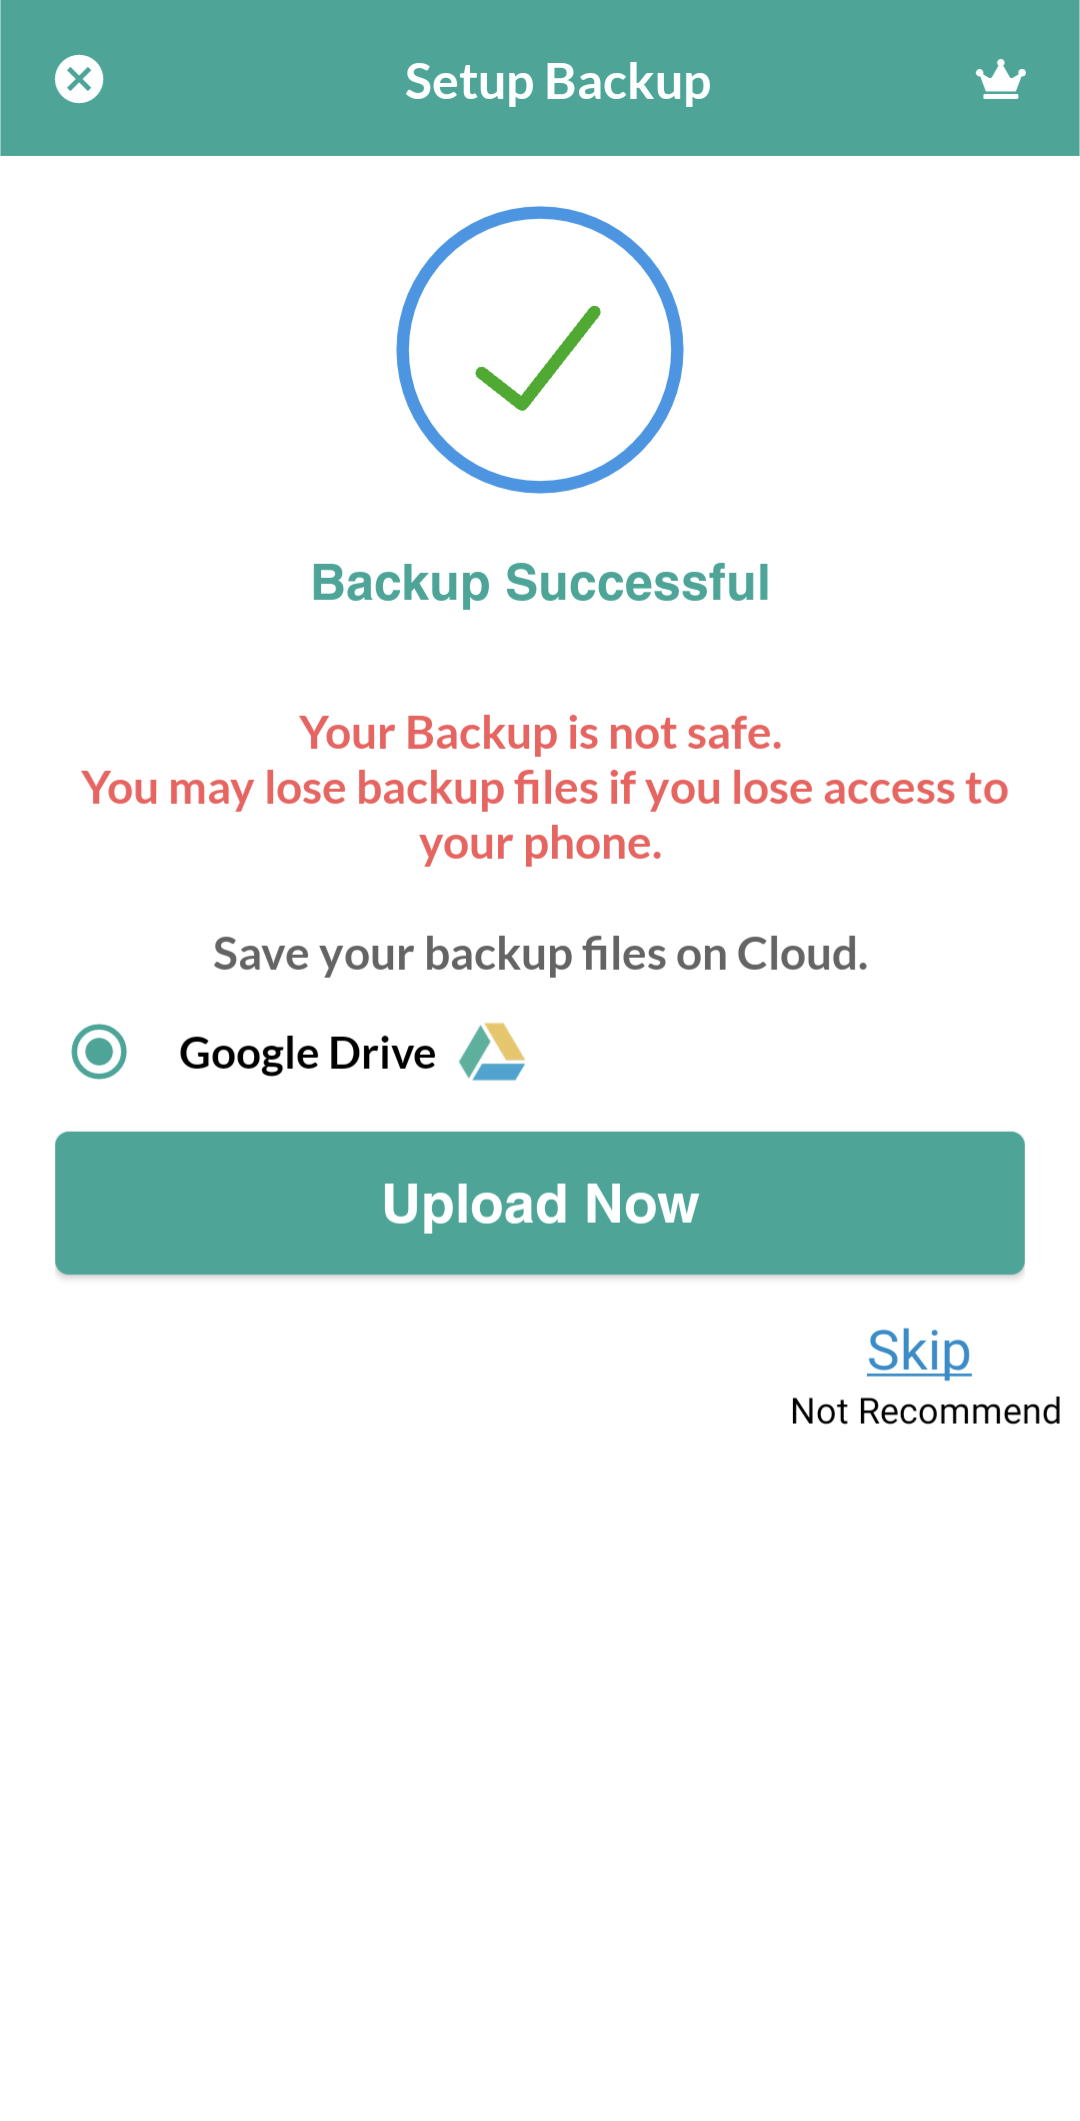 Setup Backup
Backup Successful
Your Backup is not safe.
You may lose backup files if you lose access to
your phone.
Save your backup files on Cloud.
Google Drive
Upload Now
Skip
Not Recommend